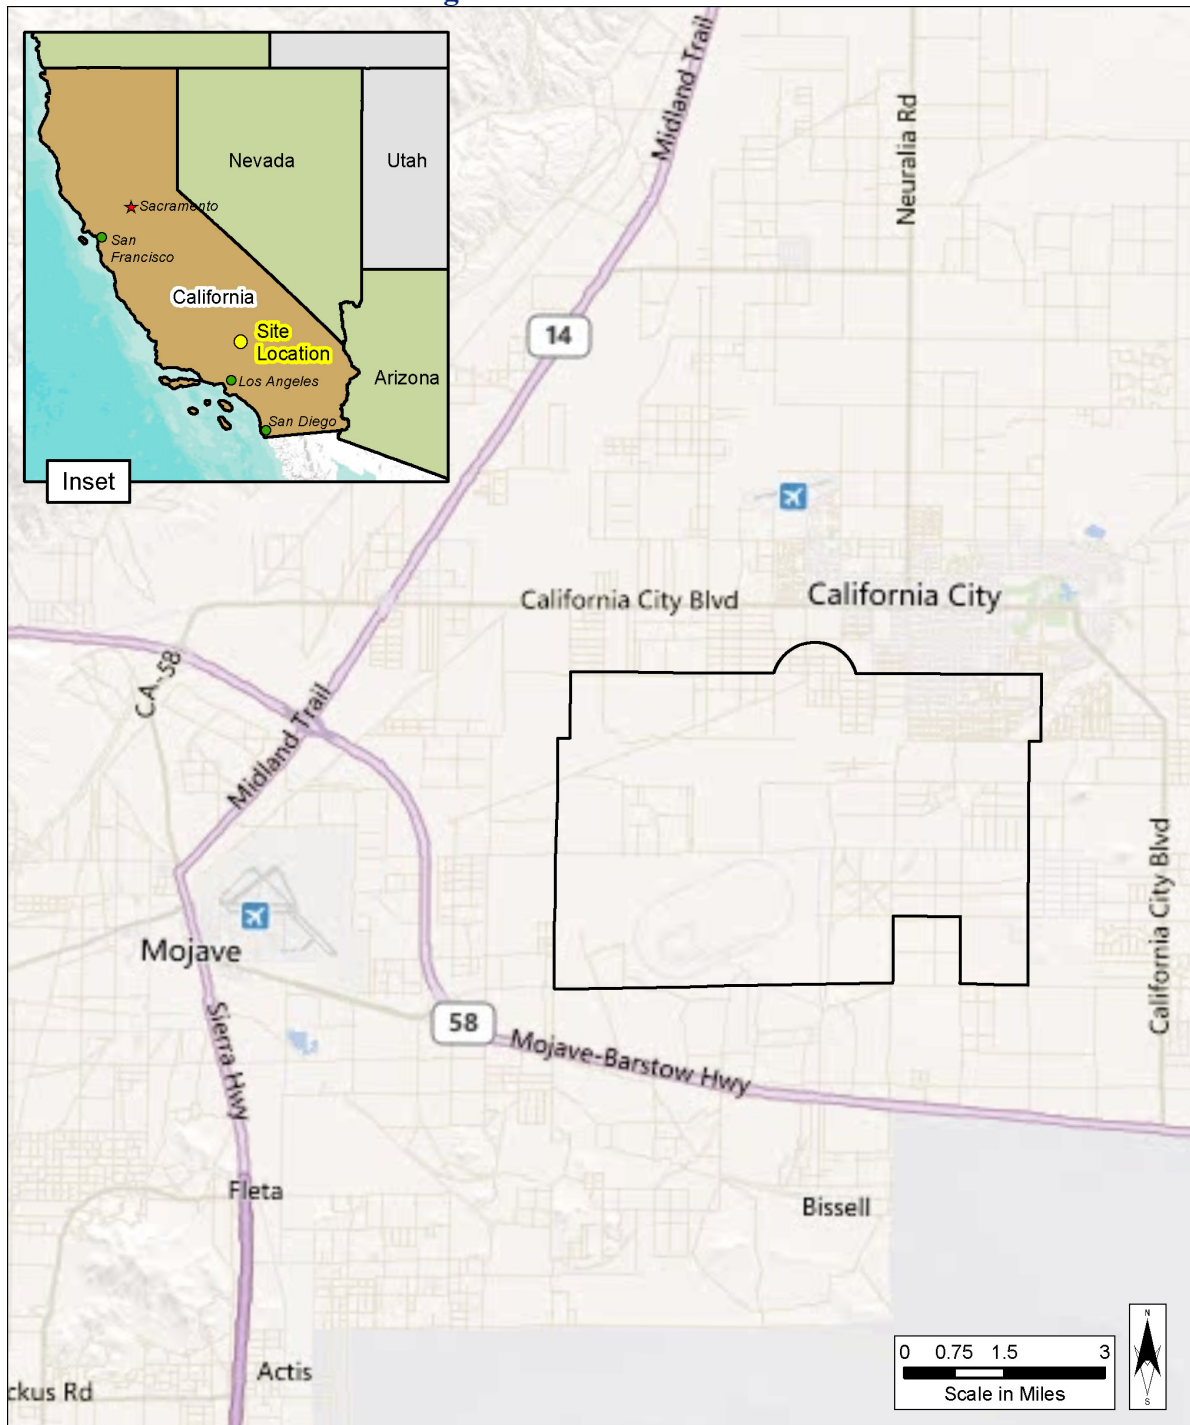 Nevada
Utah
Sacramento
San
Francisco
California
Site
Location
Los Angeles
Arizona
San Diego
Inset
Midland Trail
Neuralia Rd
14
California City Blvd
California City
CA-58
Midland Trail
California City Blvd
Mojave
58
Mojave-Barstow Hwy
Sierra Hwy
Fleta
Bissell
Actis
ckus Rd
0 0.75 1.5 3
Scale in Miles
N
S